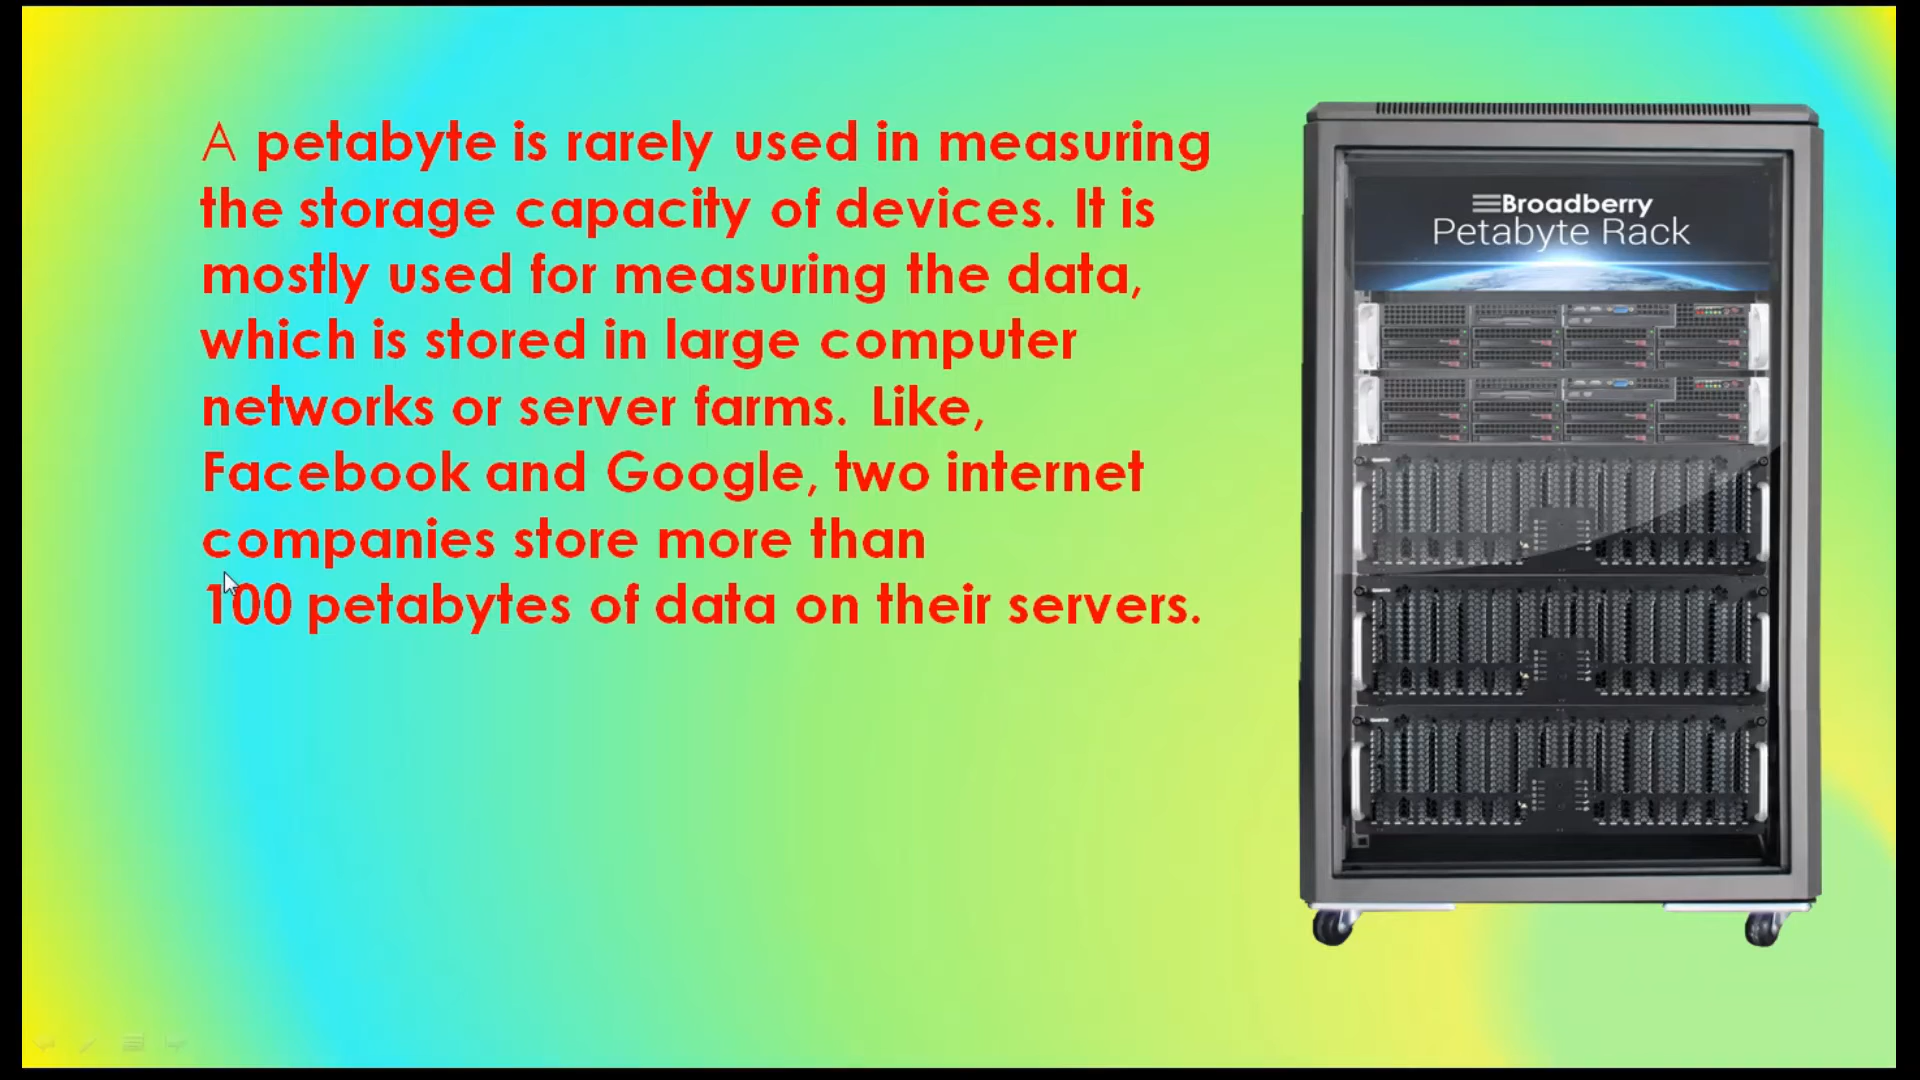 A petabyte is rarely used in measuring
the storage capacity of devices. It is
mostly used for measuring the data,
which is stored in large computer
networks or server farms. Like,
Facebook and Google, two internet
companies store more than
100 petabytes of data on their servers.
Broadberry
Petabyte Rack